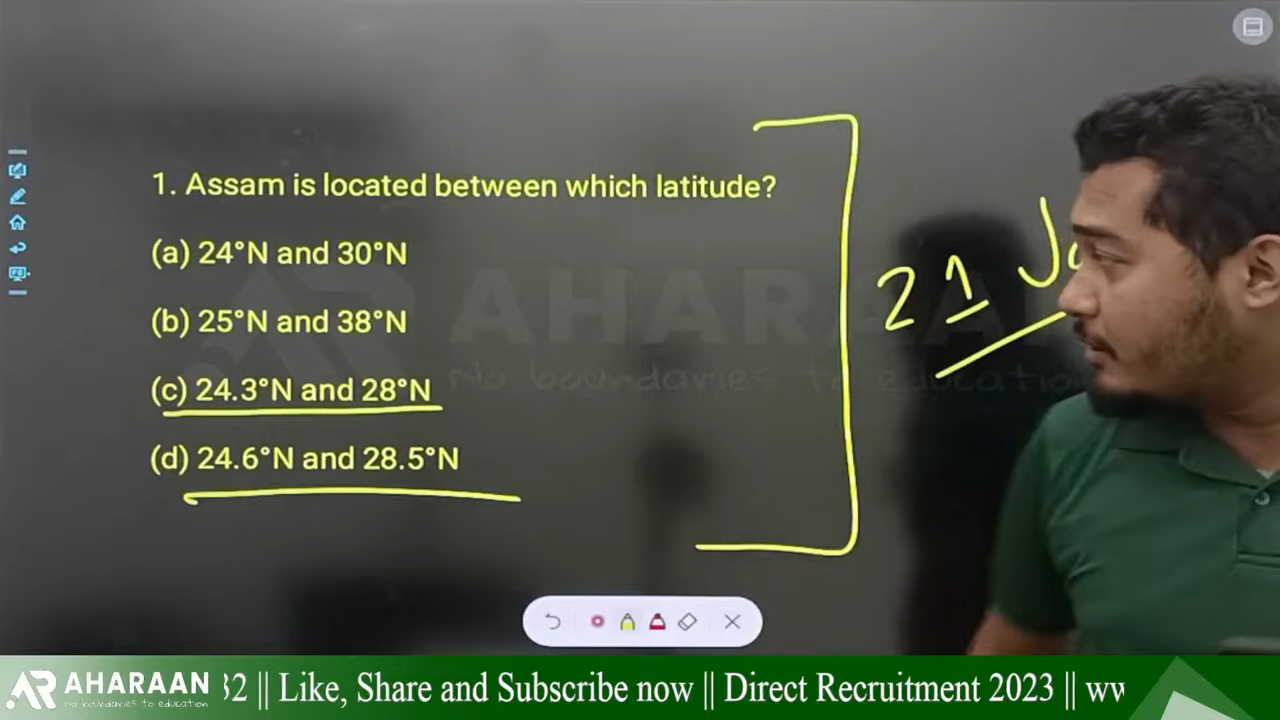 1. Assam is located between which latitude?
(a) 24°N and 30°N
(b) 25°N and 38°N
(c) 24.3°N and 28°N
(d) 24.6°N and 28.5°N
21
AHARAAN
No boundaries to education
AHARAAN
No boundaries to education
32 || Like, Share and Subscribe now || Direct Recruitment 2023 ||